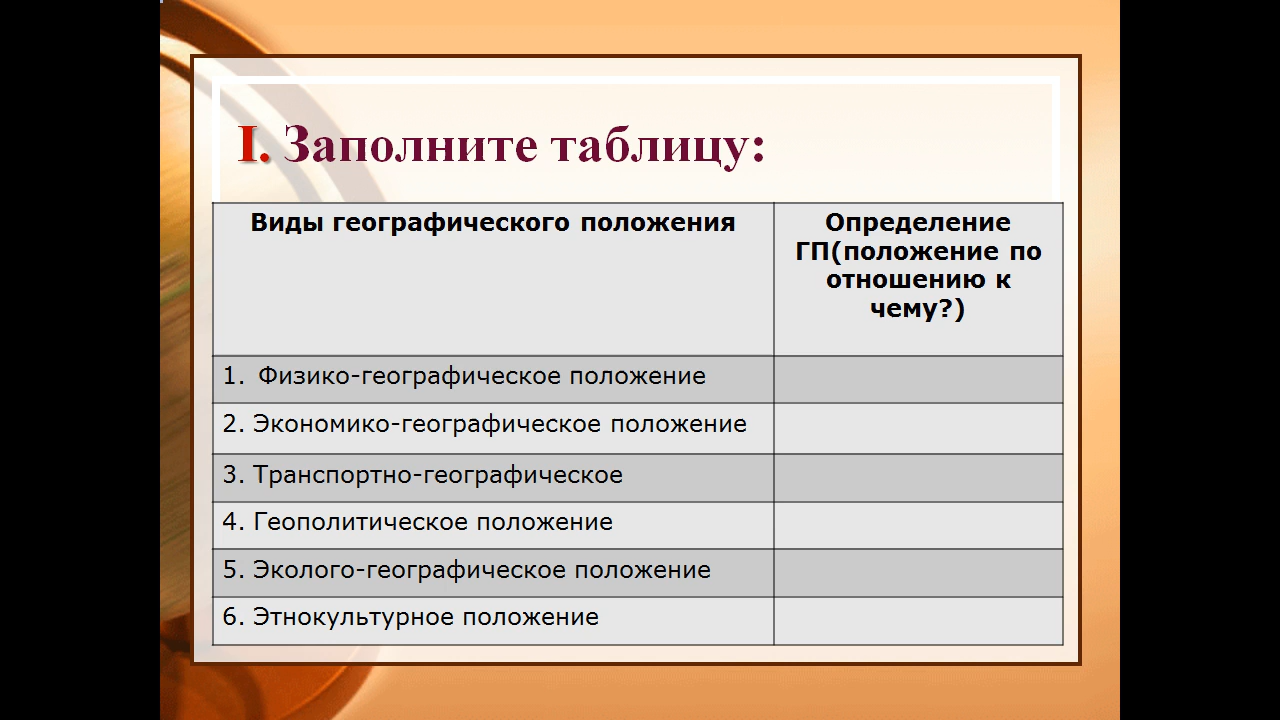 I. Заполните таблицу:
Виды географического положения
Определение
ГП(положение по
отношению к
чему?)
1. Физико-географическое положение
2. Экономико-географическое положение
3. Транспортно-географическое
4. Геополитическое положение
5. Эколого-географическое положение
6. Этнокультурное положение